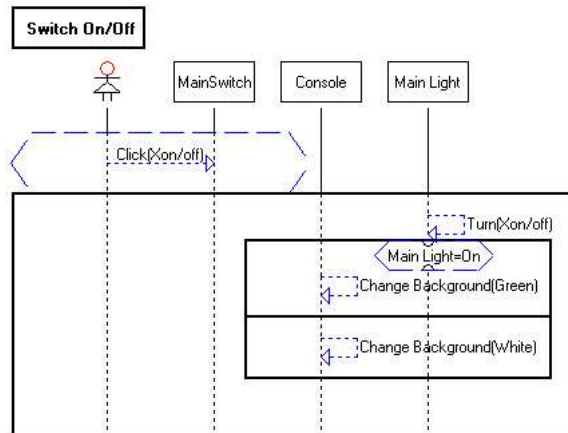 Switch On/Off
MainSwitch
Console
Main Light
Click(Xon/off)
Turn(Xon/off)
Main Light=On
Change Background(Green)
Change Background(White)